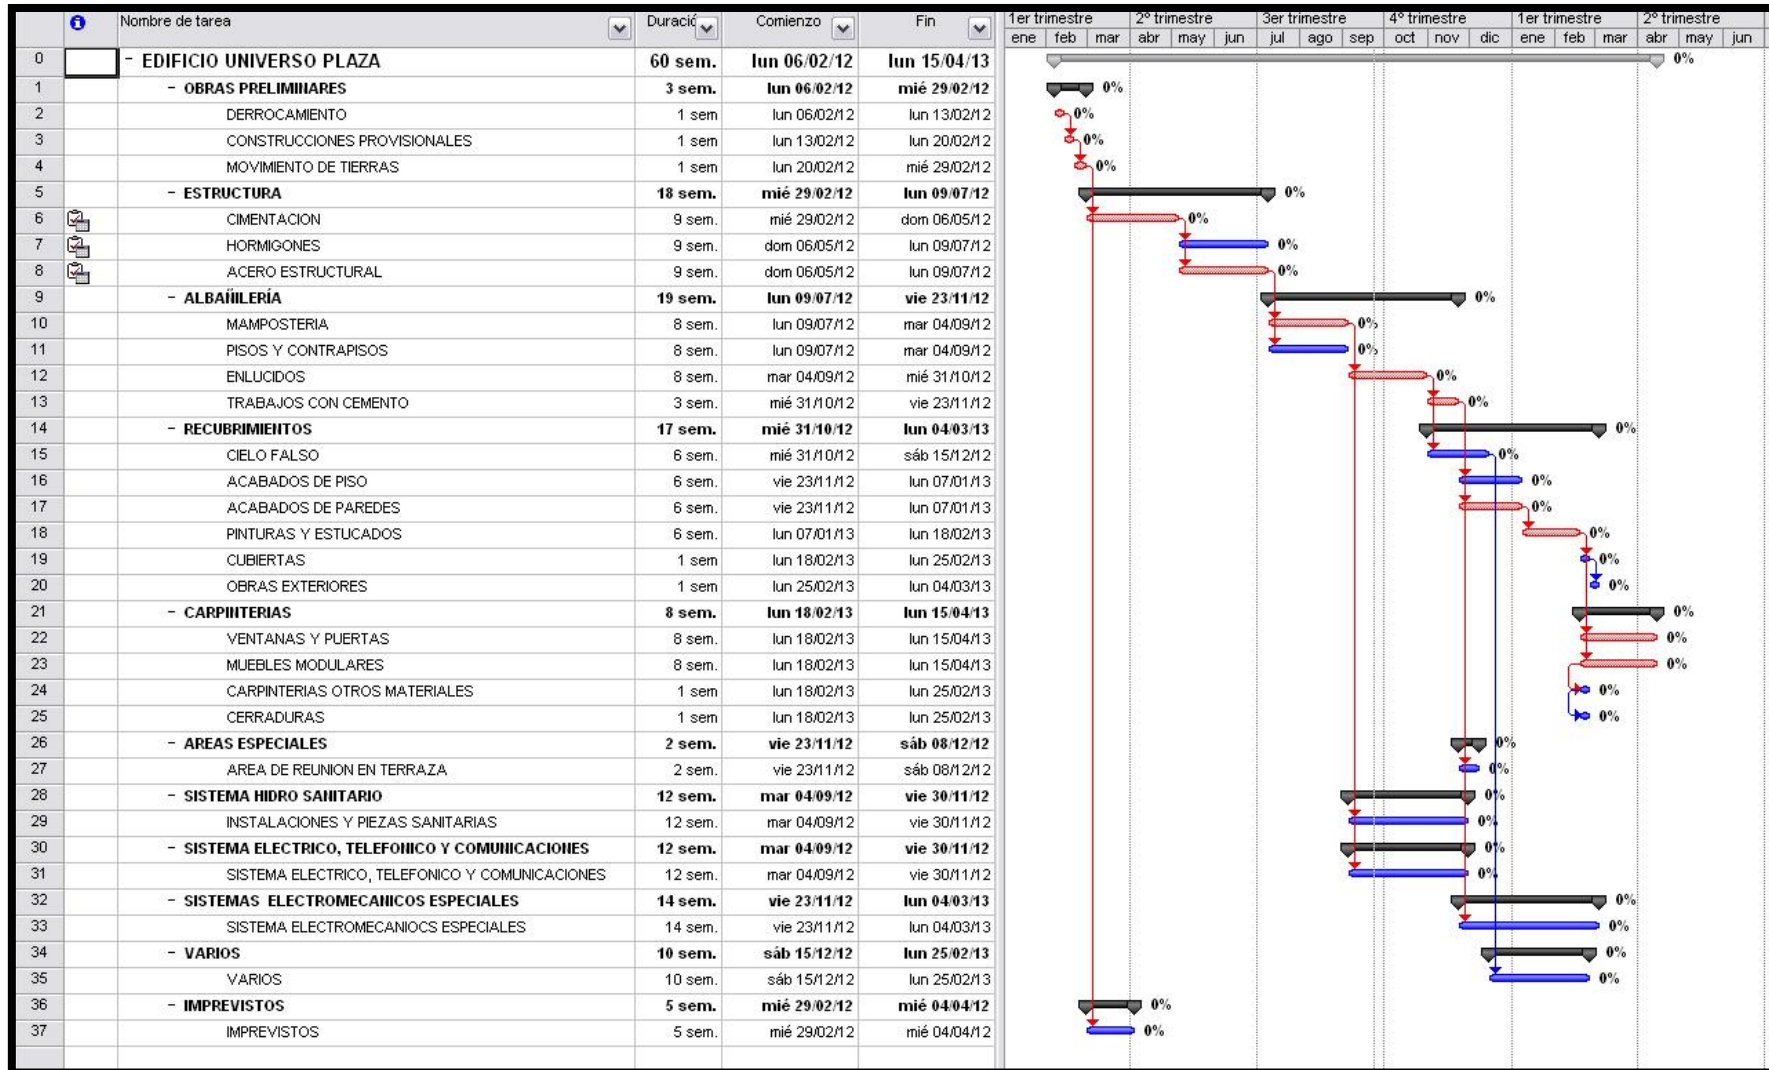 Nombre de tarea Duració Comienzo Fin 1er trimestre 2º trimestre 3er trimestre 4º trimestre 1er trimestre 2º trimestre
ene feb mar abr may jun jul ago sep oct nov dic ene feb mar abr may jun
0 - EDIFICIO UNIVERSO PLAZA 60 sem. lun 06/02/12 lun 15/04/13 0%
1 - OBRAS PRELIMINARES 3 sem. lun 06/02/12 mié 29/02/12 0%
2 DERROCAMIENTO 1 sem lun 06/02/12 lun 13/02/12 0%
3 CONSTRUCCIONES PROVISIONALES 1 sem lun 13/02/12 lun 20/02/12 0%
4 MOVIMIENTO DE TIERRAS 1 sem lun 20/02/12 mié 29/02/12 0%
5 - ESTRUCTURA 18 sem. mié 29/02/12 lun 09/07/12 0%
6 CIMENTACION 9 sem. mié 29/02/12 dom 06/05/12 0%
7 HORMIGONES 9 sem. dom 06/05/12 lun 09/07/12 0%
8 ACERO ESTRUCTURAL 9 sem. dom 06/05/12 lun 09/07/12 0%
9 - ALBAÑILERÍA 19 sem. lun 09/07/12 vie 23/11/12 0%
10 MAMPOSTERIA 8 sem. lun 09/07/12 mar 04/09/12 0%
11 PISOS Y CONTRAPISOS 8 sem. lun 09/07/12 mar 04/09/12 0%
12 ENLUCIDOS 8 sem. mar 04/09/12 mié 31/10/12 0%
13 TRABAJOS CON CEMENTO 3 sem. mié 31/10/12 vie 23/11/12 0%
14 - RECUBRIMIENTOS 17 sem. mié 31/10/12 lun 04/03/13 0%
15 CIELO FALSO 6 sem. mié 31/10/12 sáb 15/12/12 0%
16 ACABADOS DE PISO 6 sem. vie 23/11/12 lun 07/01/13 0%
17 ACABADOS DE PAREDES 6 sem. vie 23/11/12 lun 07/01/13 0%
18 PINTURAS Y ESTUCADOS 6 sem. lun 07/01/13 lun 18/02/13 0%
19 CUBIERTAS 1 sem lun 18/02/13 lun 25/02/13 0%
20 OBRAS EXTERIORES 1 sem lun 25/02/13 lun 04/03/13 0%
21 - CARPINTERIAS 8 sem. lun 18/02/13 lun 15/04/13 0%
22 VENTANAS Y PUERTAS 8 sem. lun 18/02/13 lun 15/04/13 0%
23 MUEBLES MODULARES 8 sem. lun 18/02/13 lun 15/04/13 0%
24 CARPINTERIAS OTROS MATERIALES 1 sem lun 18/02/13 lun 25/02/13 0%
25 CERRADURAS 1 sem lun 18/02/13 lun 25/02/13 0%
26 - AREAS ESPECIALES 2 sem. vie 23/11/12 sáb 08/12/12 0%
27 AREA DE REUNION EN TERRAZA 2 sem. vie 23/11/12 sáb 08/12/12 0%
28 - SISTEMA HIDRO SANITARIO 12 sem. mar 04/09/12 vie 30/11/12 0%
29 INSTALACIONES Y PIEZAS SANITARIAS 12 sem. mar 04/09/12 vie 30/11/12 0%
30 - SISTEMA ELECTRICO, TELEFONICO Y COMUNICACIONES 12 sem. mar 04/09/12 vie 30/11/12 0%
31 SISTEMA ELECTRICO, TELEFONICO Y COMUNICACIONES 12 sem. mar 04/09/12 vie 30/11/12 0%
32 - SISTEMAS ELECTROMECANICOS ESPECIALES 14 sem. vie 23/11/12 lun 04/03/13 0%
33 SISTEMA ELECTROMECANIOCS ESPECIALES 14 sem. vie 23/11/12 lun 04/03/13 0%
34 - VARIOS 10 sem. sáb 15/12/12 lun 25/02/13 0%
35 VARIOS 10 sem. sáb 15/12/12 lun 25/02/13 0%
36 - IMPREVISTOS 5 sem. mié 29/02/12 mié 04/04/12 0%
37 IMPREVISTOS 5 sem. mié 29/02/12 mié 04/04/12 0%